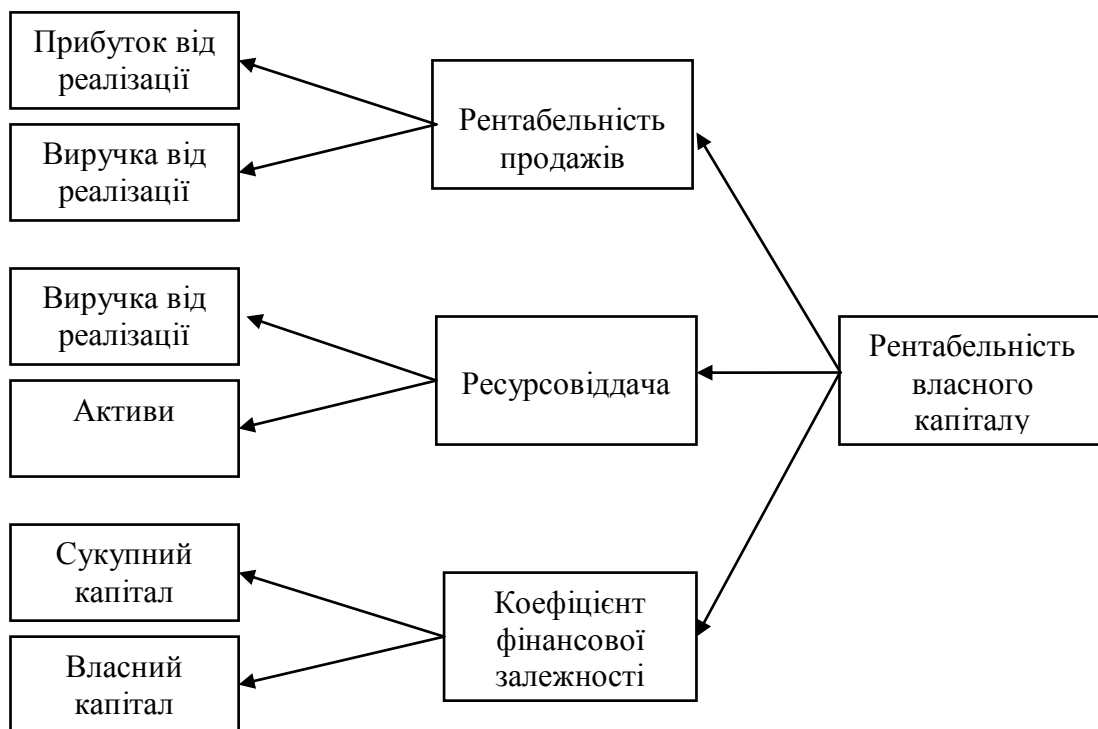 Прибуток від
реалізації
Виручка від
реалізації
Рентабельність
продажів
Виручка від
реалізації
Активи
Ресурсовіддача
Рентабельність
власного
капіталу
Сукупний
капітал
Власний
капітал
Коефіцієнт
фінансової
залежності